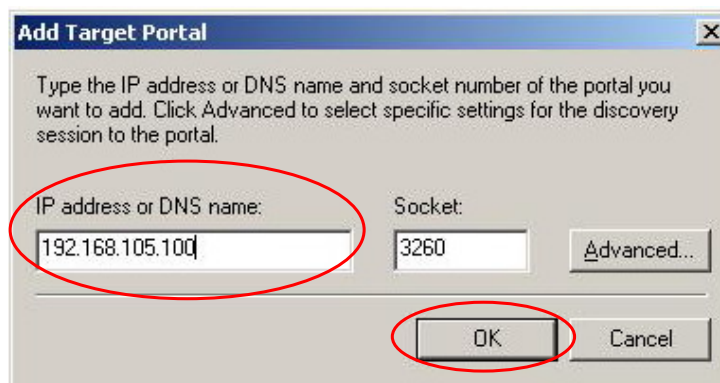 Add Target Portal
Type the IP address or DNS name and socket number of the portal you
want to add. Click Advanced to select specific settings for the discovery
session to the portal.
IP address or DNS name: Socket:
192.168.105.100 3260 Advanced...
OK Cancel